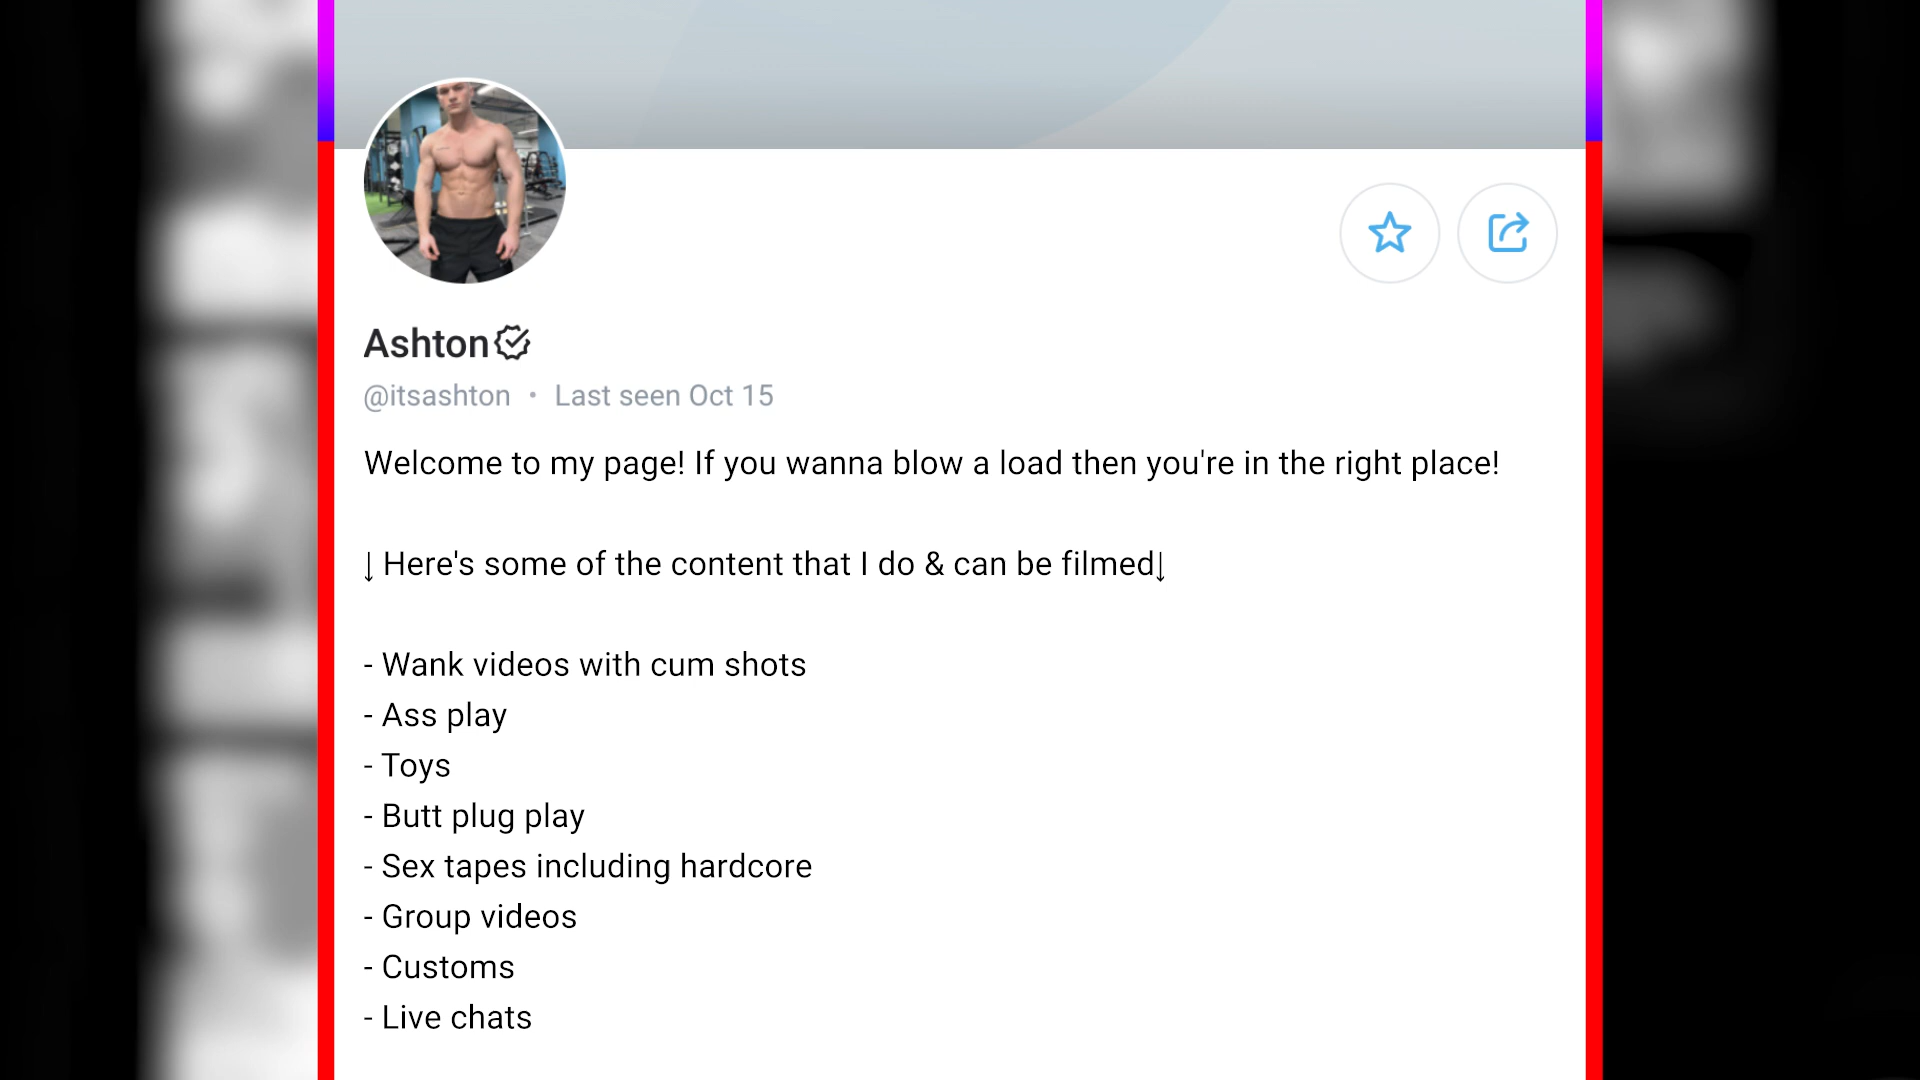 Ashton
@itsashton • Last seen Oct 15
Welcome to my page! If you wanna blow a load then you're in the right place!
↓ Here's some of the content that I do & can be filmed↓
- Wank videos with cum shots
- Ass play
- Toys
- Butt plug play
- Sex tapes including hardcore
- Group videos
- Customs
- Live chats